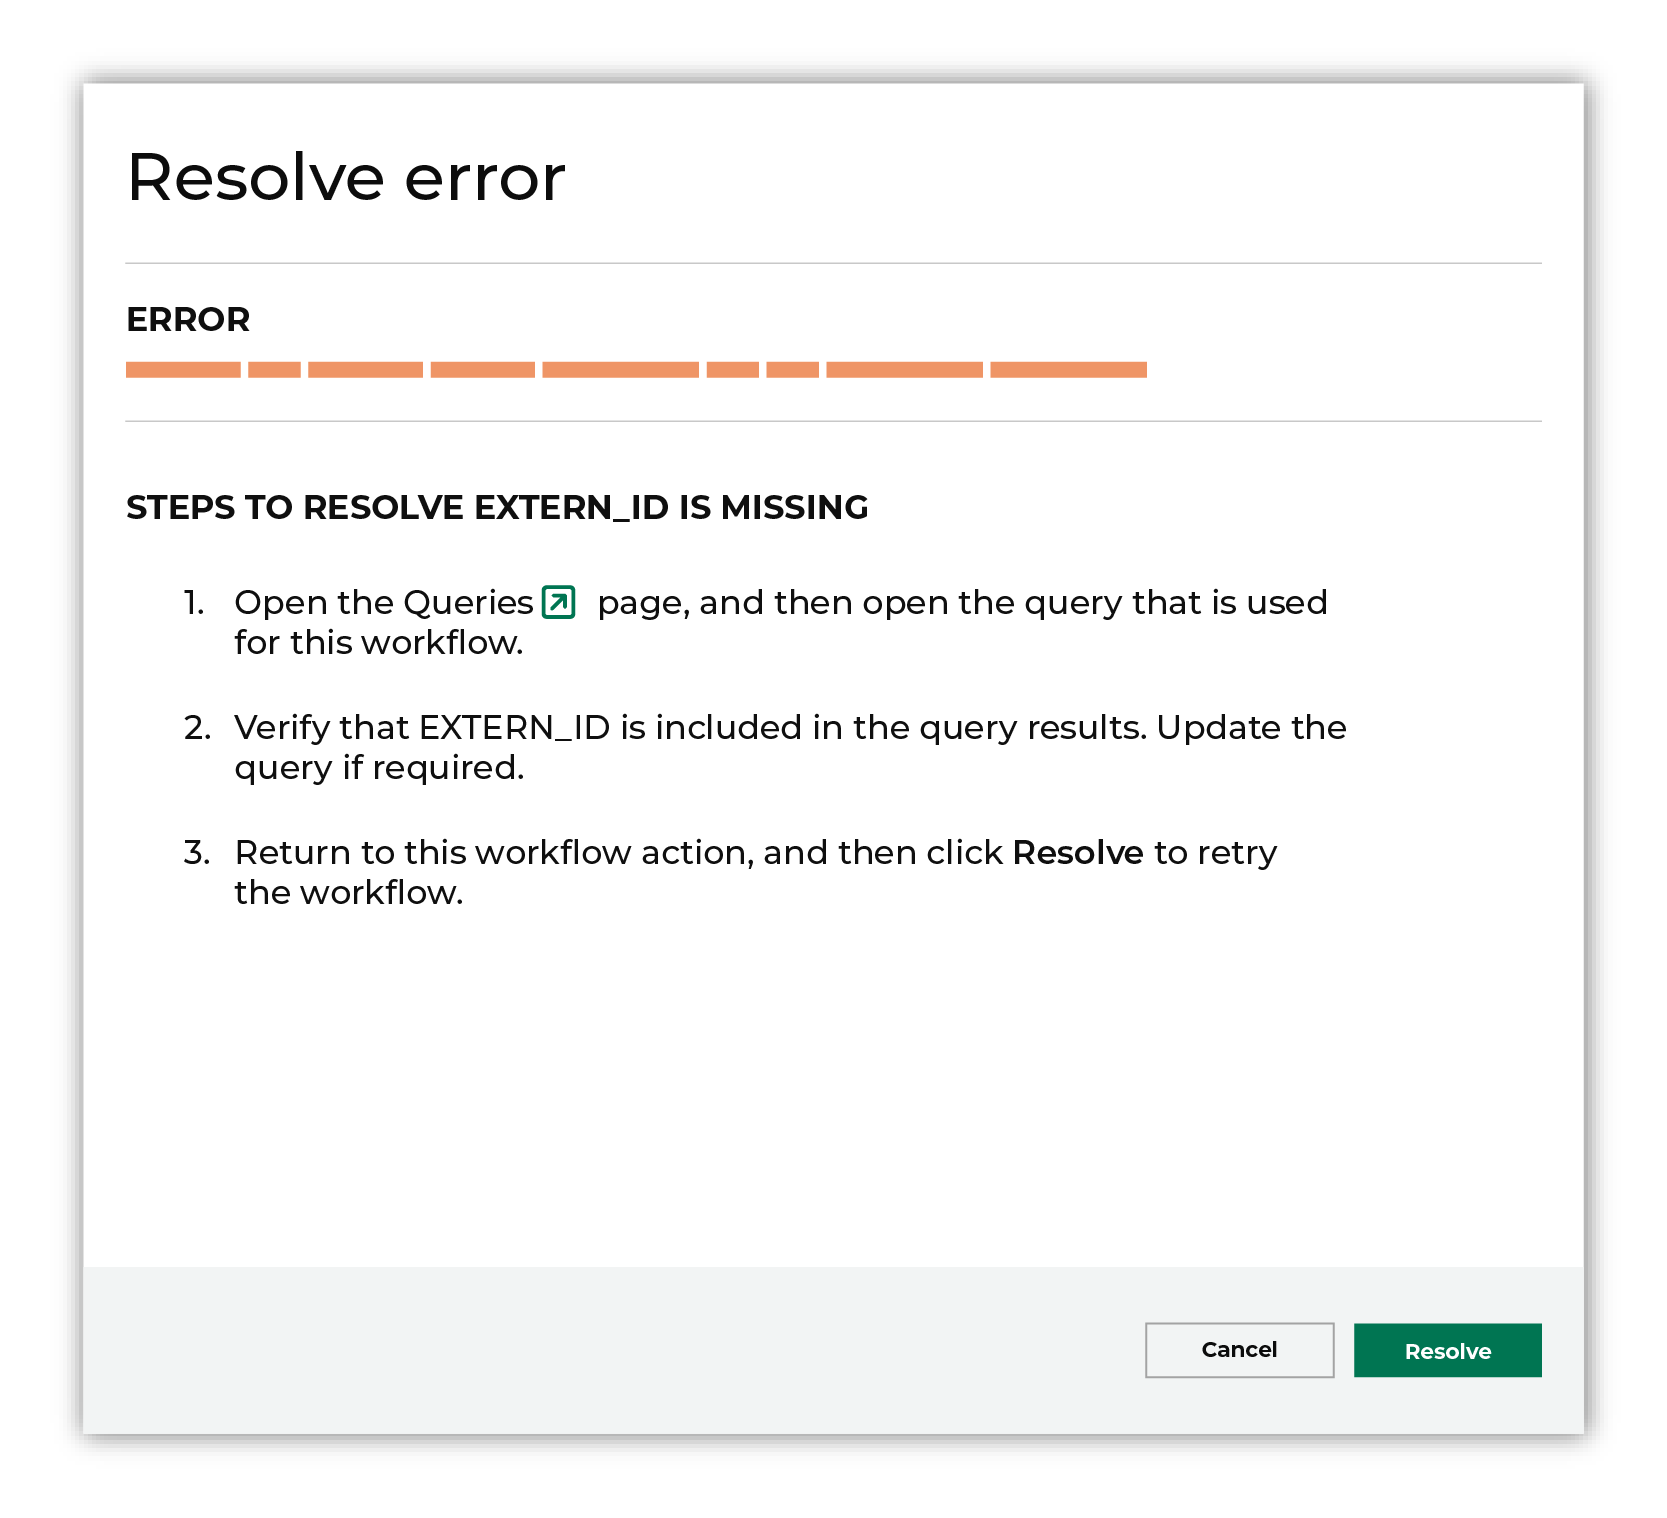 Resolve error
ERROR
STEPS TO RESOLVE EXTERN_ID IS MISSING
1. Open the Queries page, and then open the query that is used
for this workflow.
2. Verify that EXTERN_ID is included in the query results. Update the
query if required.
3. Return to this workflow action, and then click Resolve to retry
the workflow.
Cancel
Resolve